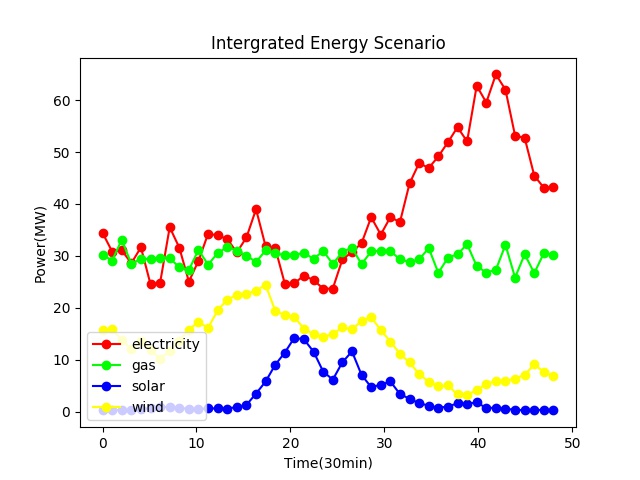 Intergrated Energy Scenario
Power(MW)
60
50
40
30
20
10
0
electricity
gas
solar
wind
0 10 20 30 40 50
Time(30min)